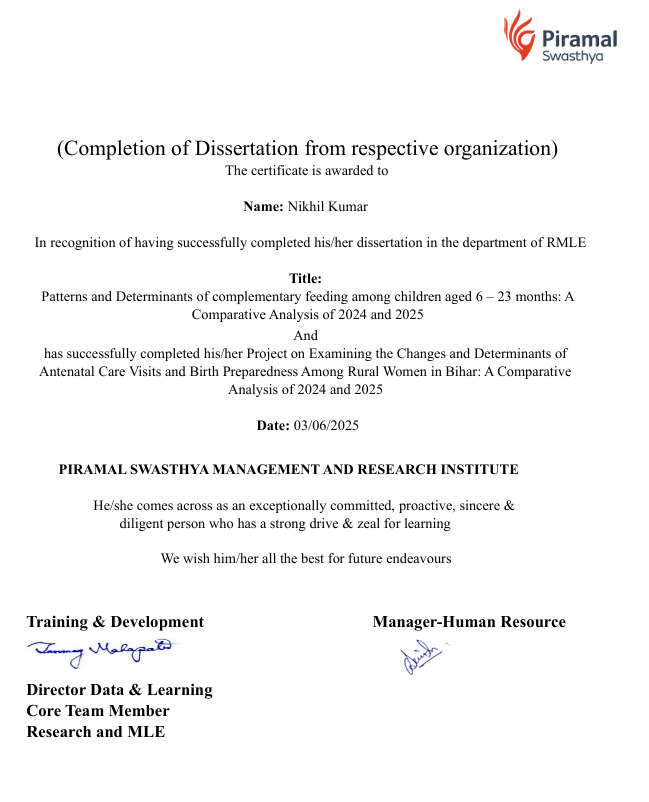 Piramal
Swasthya
(Completion of Dissertation from respective organization)
The certificate is awarded to
Name: Nikhil Kumar
In recognition of having successfully completed his/her dissertation in the department of RMLE
Title:
Patterns and Determinants of complementary feeding among children aged 6 – 23 months: A
Comparative Analysis of 2024 and 2025
And
has successfully completed his/her Project on Examining the Changes and Determinants of
Antenatal Care Visits and Birth Preparedness Among Rural Women in Bihar: A Comparative
Analysis of 2024 and 2025
Date: 03/06/2025
PIRAMAL SWASTHYA MANAGEMENT AND RESEARCH INSTITUTE
He/she comes across as an exceptionally committed, proactive, sincere &
diligent person who has a strong drive & zeal for learning
We wish him/her all the best for future endeavours
Training & Development
Manager-Human Resource
Director Data & Learning
Core Team Member
Research and MLE